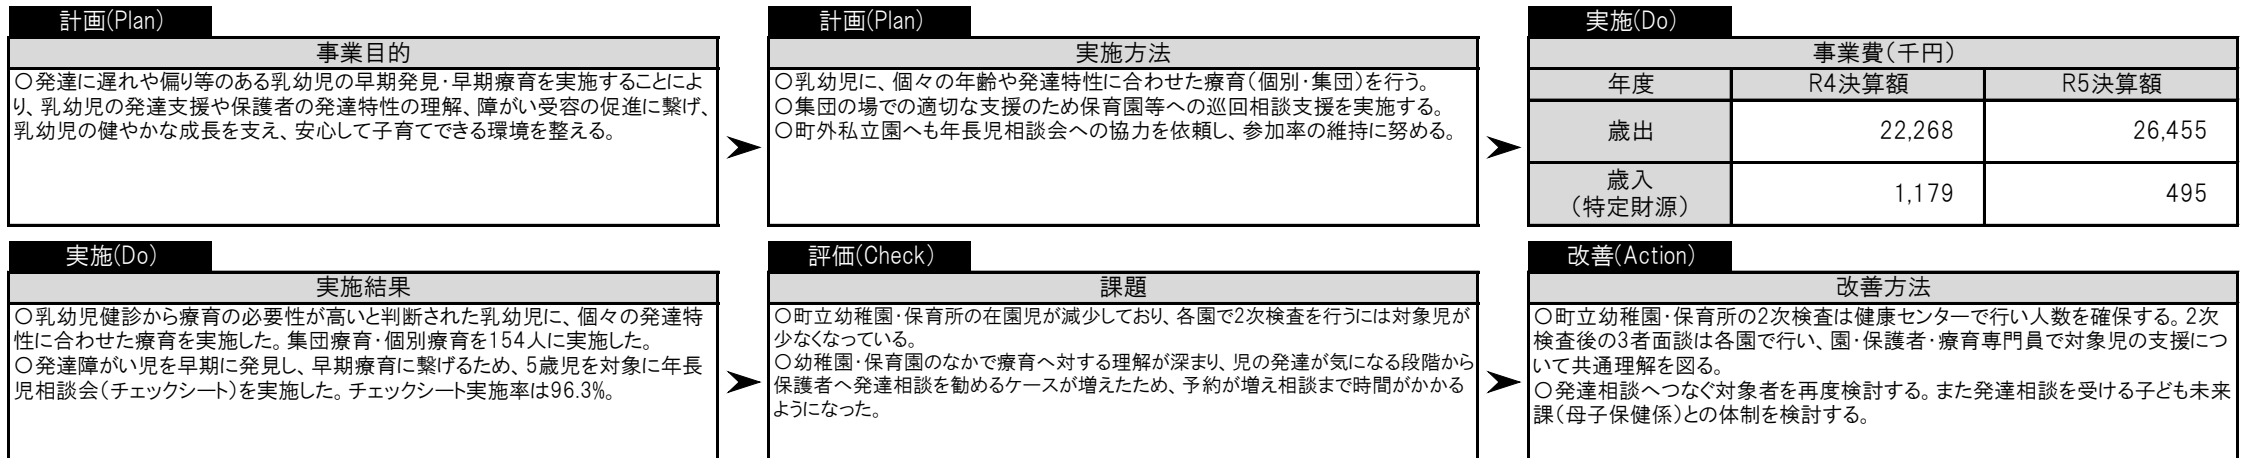 計画(Plan)
事業目的
〇発達に遅れや偏り等のある乳幼児の早期発見・早期療育を実施することによ
り、乳幼児の発達支援や保護者の発達特性の理解、障がい受容の促進に繋げ、
乳幼児の健やかな成長を支え、安心して子育てできる環境を整える。
計画(Plan)
実施方法
〇乳幼児に、個々の年齢や発達特性に合わせた療育(個別・集団)を行う。
〇集団の場での適切な支援のため保育園等への巡回相談支援を実施する。
〇町外私立園へも年長児相談会への協力を依頼し、参加率の維持に努める。
実施(Do)
事業費(千円)
年度 R4決算額 R5決算額
歳出 22,268 26,455
歳入
(特定財源) 1,179 495
実施(Do)
実施結果
〇乳幼児健診から療育の必要性が高いと判断された乳幼児に、個々の発達特
性に合わせた療育を実施した。集団療育・個別療育を154人に実施した。
〇発達障がい児を早期に発見し、早期療育に繋げるため、5歳児を対象に年長
児相談会(チェックシート)を実施した。チェックシート実施率は96.3%。
評価(Check)
課題
〇町立幼稚園・保育所の在園児が減少しており、各園で2次検査を行うには対象児が
少なくなっている。
〇幼稚園・保育園のなかで療育へ対する理解が深まり、児の発達が気になる段階から
保護者へ発達相談を勧めるケースが増えたため、予約が増え相談まで時間がかかる
ようになった。
改善(Action)
改善方法
〇町立幼稚園・保育所の2次検査は健康センターで行い人数を確保する。2次
検査後の3者面談は各園で行い、園・保護者・療育専門員で対象児の支援につ
いて共通理解を図る。
〇発達相談へつなぐ対象者を再度検討する。また発達相談を受ける子ども未来
課(母子保健係)との体制を検討する。